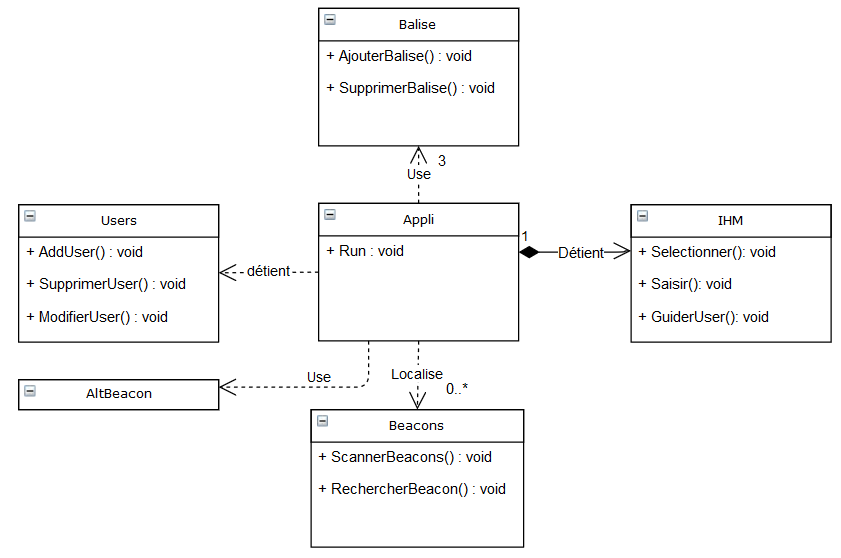 Balise
+ AjouterBalise() : void
+ SupprimerBalise() : void
3
Use
Users
+ AddUser() : void
+ SupprimerUser() : void
+ ModifierUser() : void
détient
Appli
+ Run : void
1
Détient
IHM
+ Selectionner(): void
+ Saisir(): void
+ GuiderUser(): void
Use
AltBeacon
Localise
0..*
Beacons
+ ScannerBeacons() : void
+ RechercherBeacon() : void